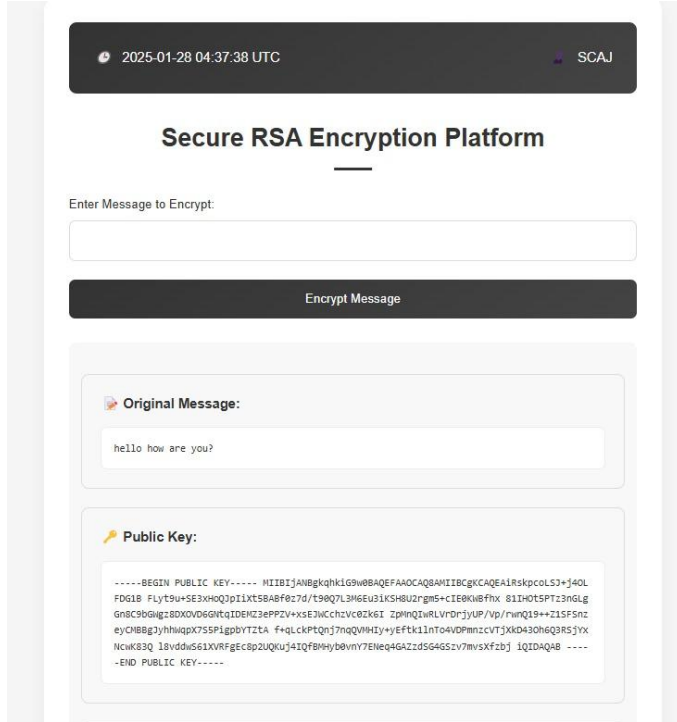 2025-01-28 04:37:38 UTC
SCAJ
Secure RSA Encryption Platform
Enter Message to Encrypt:
Encrypt Message
Original Message:
hello how are you?
Public Key:
-----BEGIN PUBLIC KEY----- MIIBIjANBgkqhkiG9w0BAQEFAAOCAQ8AMIIBCgKCAQEAiRskpcoLSJ+j4OL
FDG1B FLyt9u+SE3xHoQJpIiXt5BABf0z7d/t90Q7L3M6Eu3iKSH8U2rgm5+cIE0KWBfhx 81IHOt5PTz3nGLg
Gn8C9bGWgz8DXOVD6GNtqIDEMZ3ePPZV+xsEJWCchzVc0Zk6I ZpMnQIwRLVrDrjyUP/Vp/rwnQ19++Z1SFSnz
eyCMBBgJyhhWqpX7S5PigpbYTZtA f+qLckPtQnj7nqQVMHIy+yEftk1lnTo4VDPmnzcVTjXkD43Oh6Q3RSjYx
NcwK83Q l8vddwS61XVRFgEc8p2UQKuj4IQfBMHyb0vnY7ENeq4GAZzdSG4GSzv7mvsXfzbj iQIDAQAB ----
-END PUBLIC KEY-----